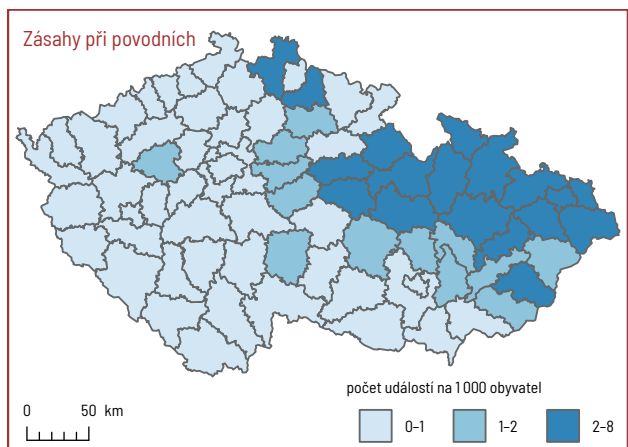 Zásahy při povodních
počet událostí na 1 000 obyvatel
0 50 km
0–1 1–2 2–8